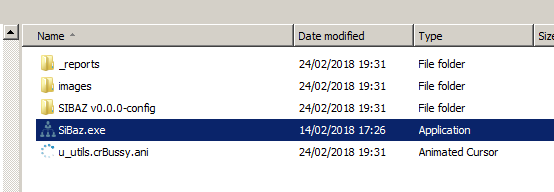 Name Date modified Type Size
_reports 24/02/2018 19:31 File folder
images 24/02/2018 19:31 File folder
SIBAZ v0.0.0-config 24/02/2018 19:31 File folder
SiBaz.exe 14/02/2018 17:26 Application
u_utils.crBussy.ani 24/02/2018 19:31 Animated Cursor